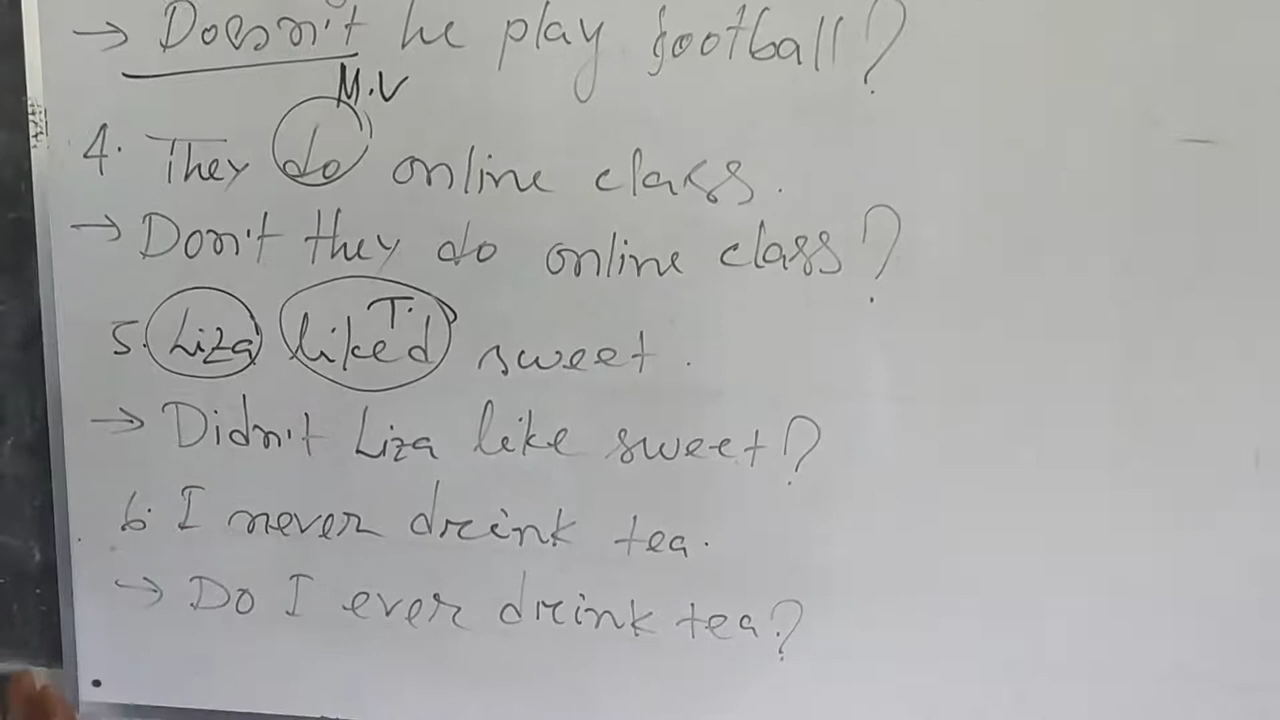 → Doesn't he play football?
M.V
4. They do online class.
→ Don't they do online class?
5. Liza liked sweet.
→ Didn't Liza like sweet?
6. I never drink tea.
→ Do I ever drink tea?